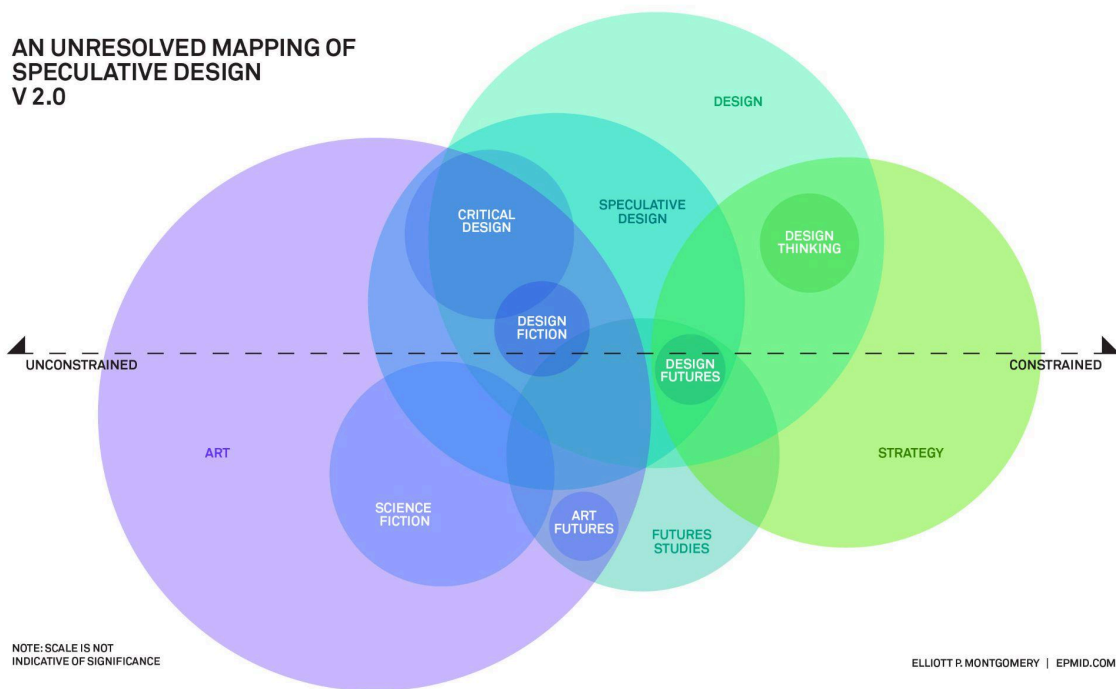 AN UNRESOLVED MAPPING OF
SPECULATIVE DESIGN
V 2.0
DESIGN
SPECULATIVE
DESIGN
CRITICAL
DESIGN
DESIGN
THINKING
DESIGN
FICTION
UNCONSTRAINED
DESIGN
FUTURES
CONSTRAINED
ART
STRATEGY
SCIENCE
FICTION
ART
FUTURES
FUTURES
STUDIES
NOTE: SCALE IS NOT
INDICATIVE OF SIGNIFICANCE
ELLIOTT P. MONTGOMERY | EPMID.COM